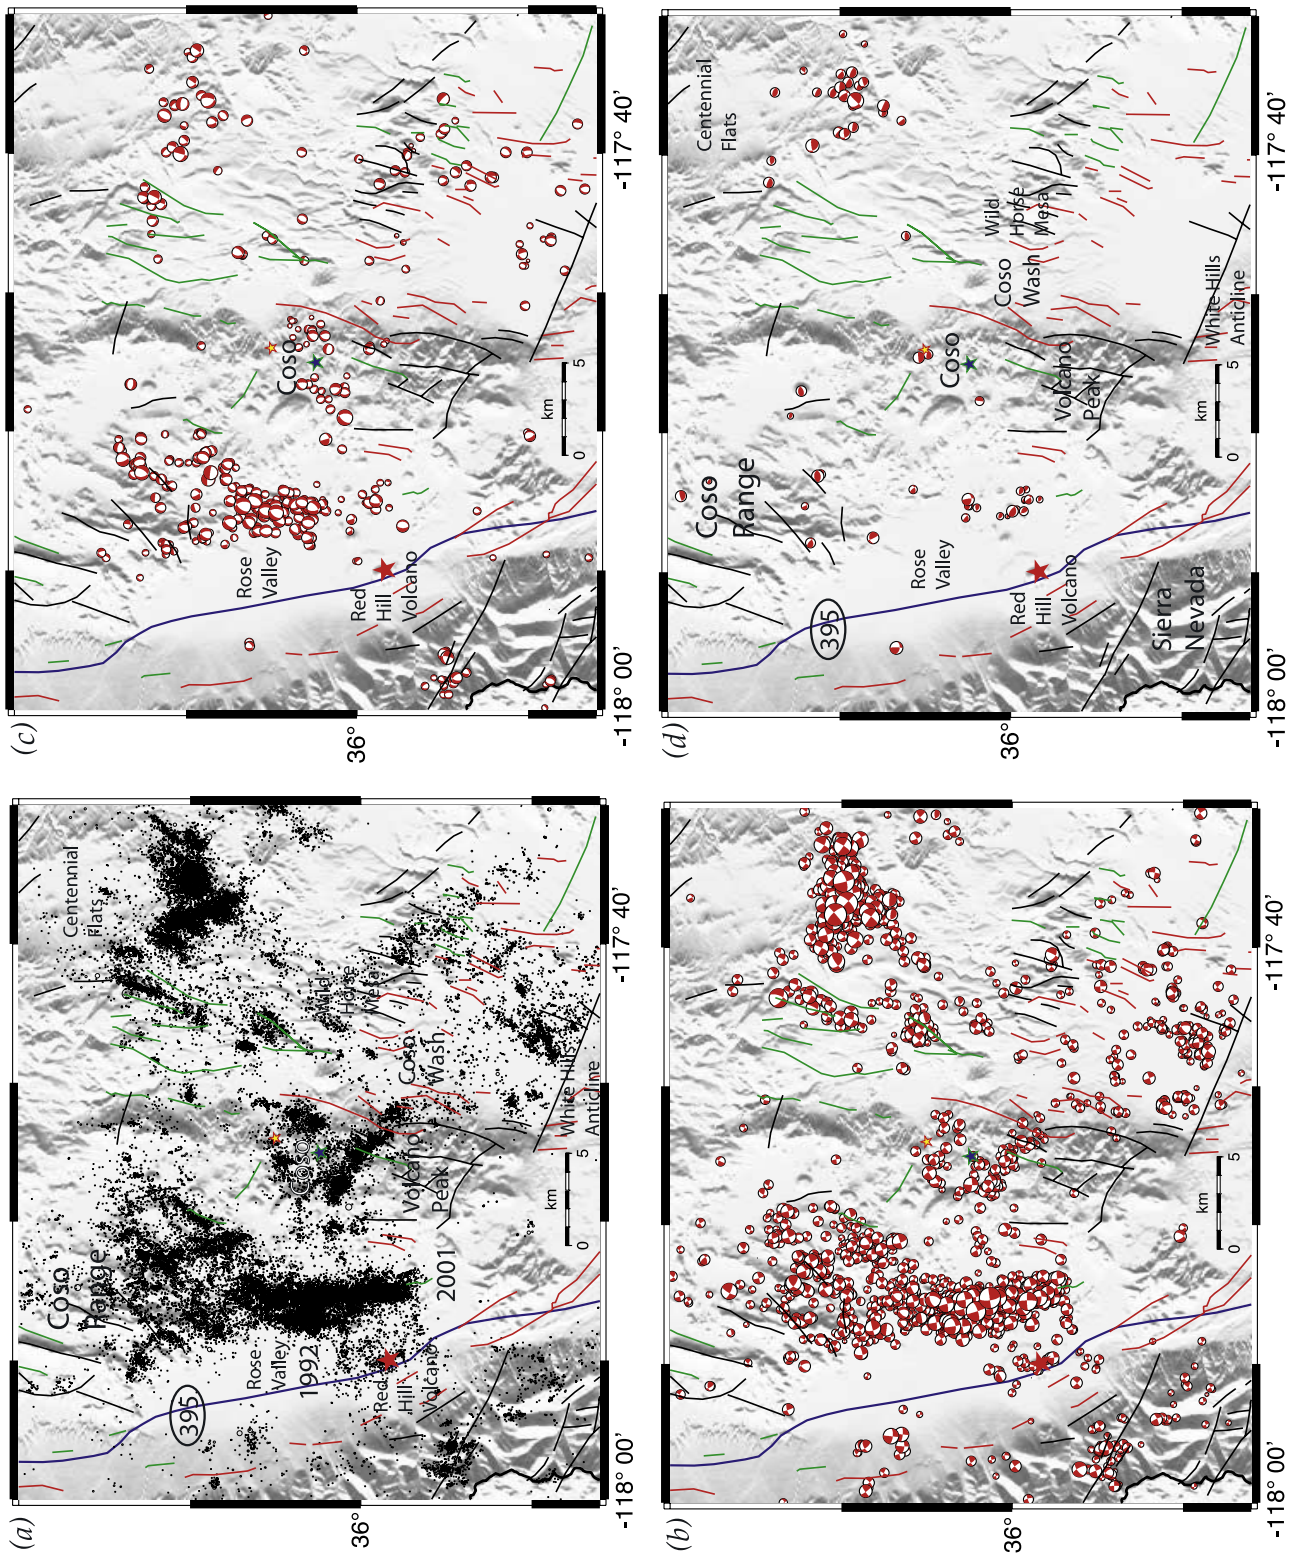 (a)
Coso
Range
Centennial
Flats
395
Rose
Valley
1992
2001
Red
Hill
Volcano
Coso
Volcano
Peak
Coso
Wash
Wild
Horse
Mesa
White Hills
Anticline
km
0 5
36°
-118° 00'
-117° 40'
(b)
km
0 5
36°
-118° 00'
-117° 40'
(c)
Rose
Valley
Red
Hill
Volcano
Coso
km
0 5
36°
-118° 00'
-117° 40'
(d)
Coso
Range
Centennial
Flats
395
Rose
Valley
Red
Hill
Volcano
Sierra
Nevada
Coso
Volcano
Peak
Coso
Wash
Wild
Horse
Mesa
White Hills
Anticline
km
0 5
36°
-118° 00'
-117° 40'